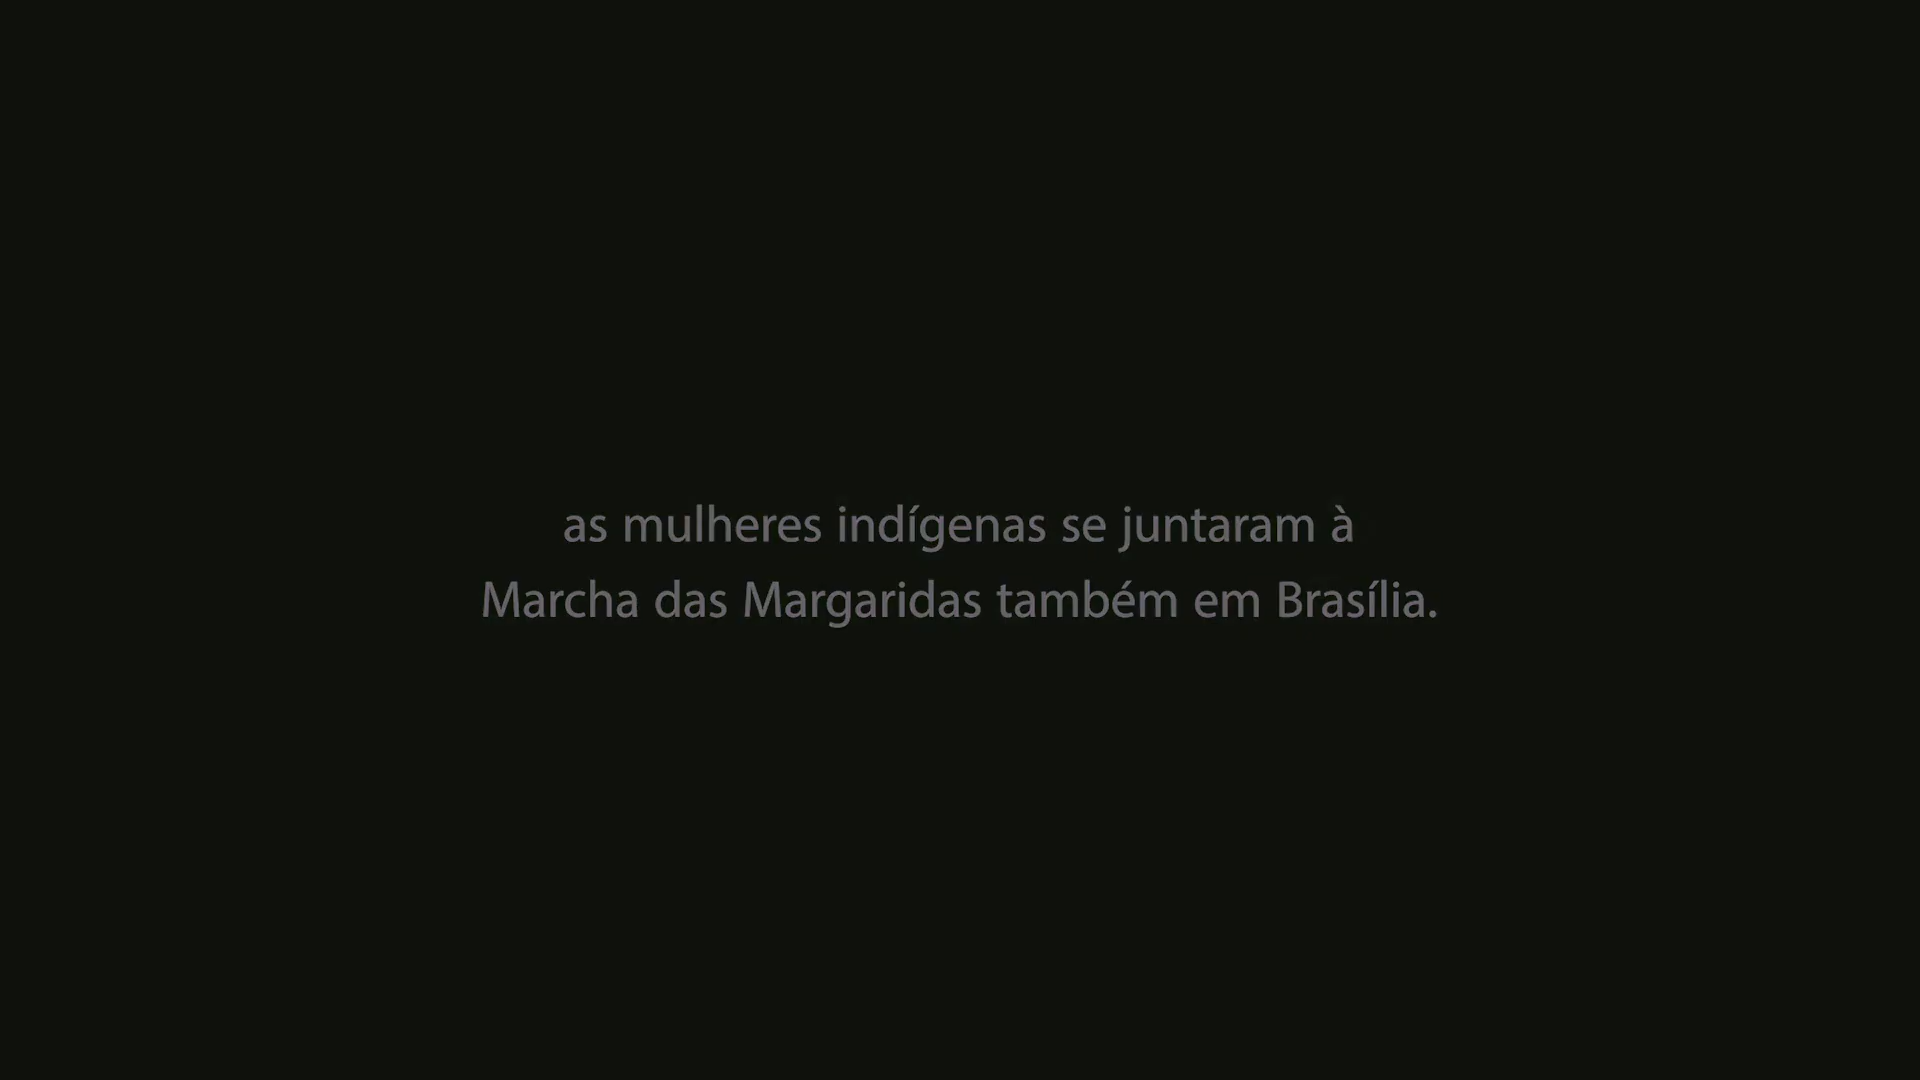 as mulheres indígenas se juntaram à
Marcha das Margaridas também em Brasília.